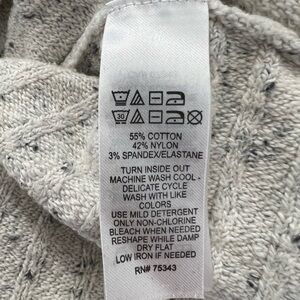 30
55% COTTON
42% NYLON
3% SPANDEX/ELASTANE
TURN INSIDE OUT
MACHINE WASH COOL -
DELICATE CYCLE
WASH WITH LIKE
COLORS
USE MILD DETERGENT
ONLY NON-CHLORINE
BLEACH WHEN NEEDED
RESHAPE WHILE DAMP
DRY FLAT
LOW IRON IF NEEDED
RN# 75343